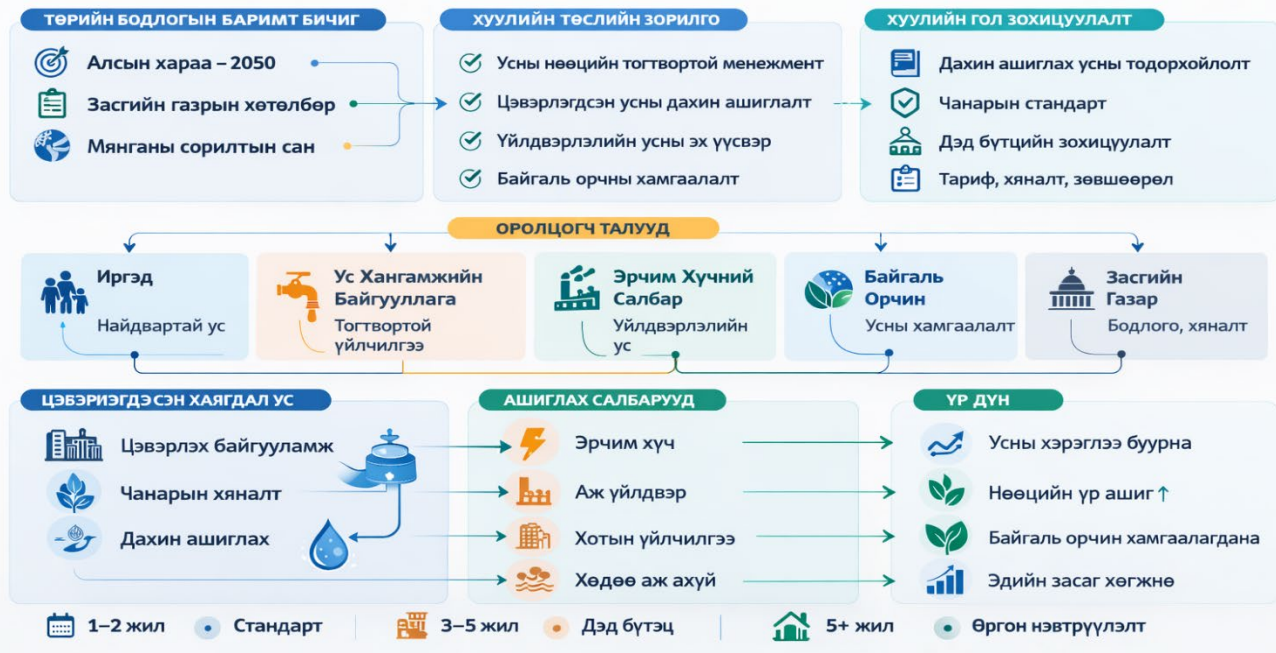 ТӨРИЙН БОДЛОГЫН БАРИМТ БИЧИГ
Алсын хараа – 2050
Засгийн газрын хөтөлбөр
Мянганы сорилтын сан
ХУУЛИЙН ТӨСЛИЙН ЗОРИЛГО
Усны нөөцийн тогтвортой менежмент
Цэвэрлэгдсэн усны дахин ашиглалт
Үйлдвэрлэлийн усны эх үүсвэр
Байгаль орчны хамгаалалт
ХУУЛИЙН ГОЛ ЗОХИЦУУЛАЛТ
Дахин ашиглах усны тодорхойлолт
Чанарын стандарт
Дэд бүтцийн зохицуулалт
Тариф, хяналт, зөвшөөрөл
ОРОЛЦОГЧ ТАЛУУД
Иргэд
Найдвартай ус
Ус Хангамжийн
Байгууллага
Тогтвортой
үйлчилгээ
Эрчим Хүчний
Салбар
Уйлдвэрлэлийн
ус
Байгаль
Орчин
Усны хамгаалалт
Засгийн
Газар
Бодлого, хяналт
ЦЭВЭРИЭГДЭСЭН ХАЯГДАЛ УС
Цэвэрлэх байгууламж
Чанарын хяналт
Дахин ашиглах
АШИГЛАХ САЛБАРУУД
Эрчим хүч
Аж үйлдвэр
Хотын үйлчилгээ
Хөдөө аж ахуй
ҮР ДҮН
Усны хэрэглээ буурна
Нөөцийн үр ашиг ↑
Байгаль орчин хамгаалагдана
Эдийн засаг хөгжнө
1–2 жил
Стандарт
3–5 жил
Дэд бүтэц
5+ жил
Өргөн нэвтрүүлэлт